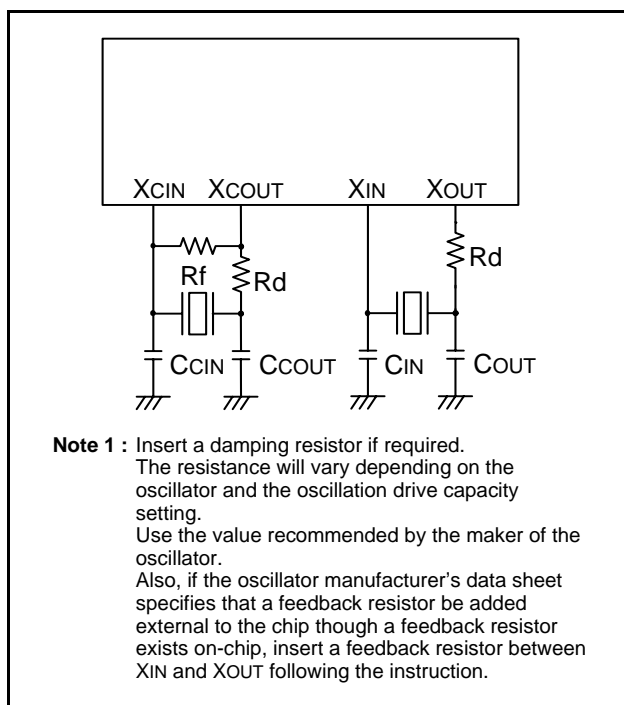 XCIN XCOUT XIN XOUT
Rf Rd Rd
CCIN CCOUT CIN COUT
Note 1 : Insert a damping resistor if required.
The resistance will vary depending on the
oscillator and the oscillation drive capacity
setting.
Use the value recommended by the maker of the
oscillator.
Also, if the oscillator manufacturer's data sheet
specifies that a feedback resistor be added
external to the chip though a feedback resistor
exists on-chip, insert a feedback resistor between
XIN and XOUT following the instruction.